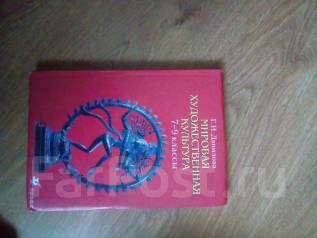 Г.И. Данилова
МИРОВАЯ
ХУДОЖЕСТВЕННАЯ
КУЛЬТУРА
7–9 классы
FarPost.ru